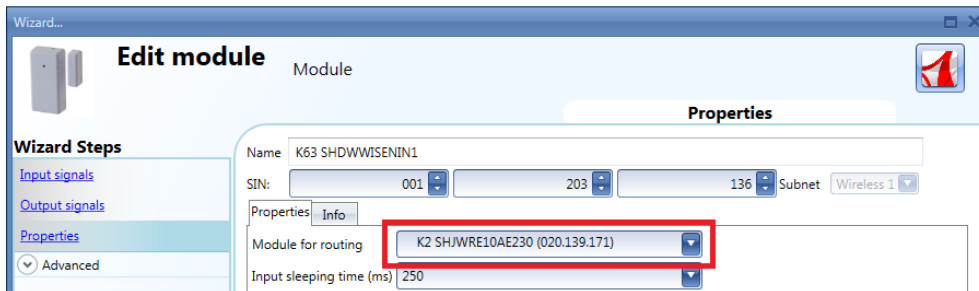 Wizard...
Edit module
Module
Properties
Wizard Steps
Input signals
Output signals
Properties
Advanced
Name K63 SHDWWISENIN1
SIN: 001 203 136 Subnet Wireless 1
Properties Info
Module for routing K2 SHJWRE10AE230 (020.139.171)
Input sleeping time (ms) 250